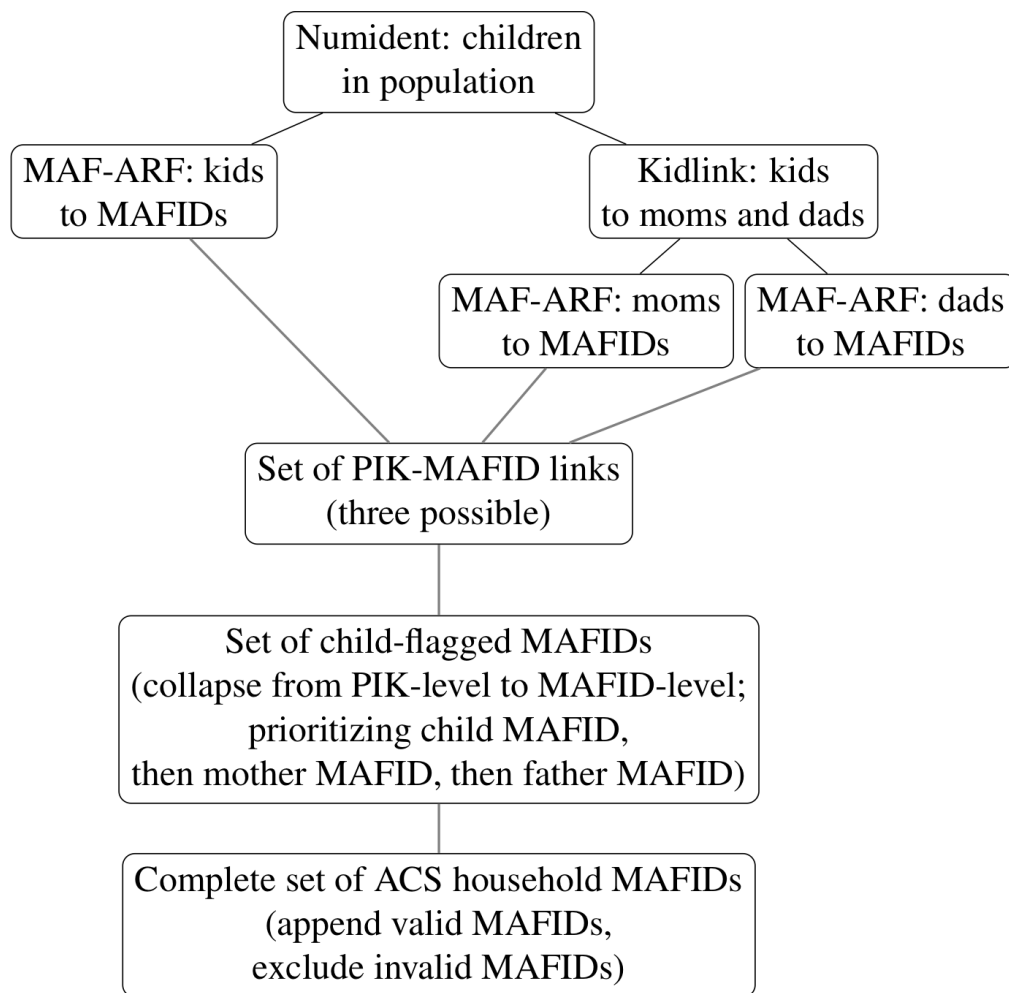 Numident: children
in population
MAF-ARF: kids
to MAFIDs
Kidlink: kids
to moms and dads
MAF-ARF: moms
to MAFIDs
MAF-ARF: dads
to MAFIDs
Set of PIK-MAFID links
(three possible)
Set of child-flagged MAFIDs
(collapse from PIK-level to MAFID-level;
prioritizing child MAFID,
then mother MAFID, then father MAFID)
Complete set of ACS household MAFIDs
(append valid MAFIDs,
exclude invalid MAFIDs)